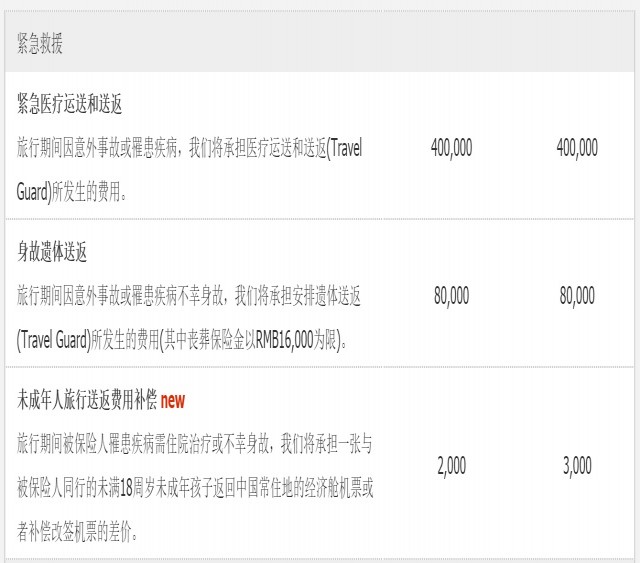 紧急救援
紧急医疗运送和送返
旅行期间因意外事故或罹患疾病，我们将承担医疗运送和送返(Travel
Guard)所发生的费用。
400,000
400,000
身故遗体送返
旅行期间因意外事故或罹患疾病不幸身故，我们将承担安排遗体送返
(Travel Guard)所发生的费用(其中丧葬保险金以RMB16,000为限)。
80,000
80,000
未成年人旅行送返费用补偿 new
旅行期间被保险人罹患疾病需住院治疗或不幸身故，我们将承担一张与
被保险人同行的未满18周岁未成年孩子返回中国常住地的经济舱机票或
者补偿改签机票的差价。
2,000
3,000